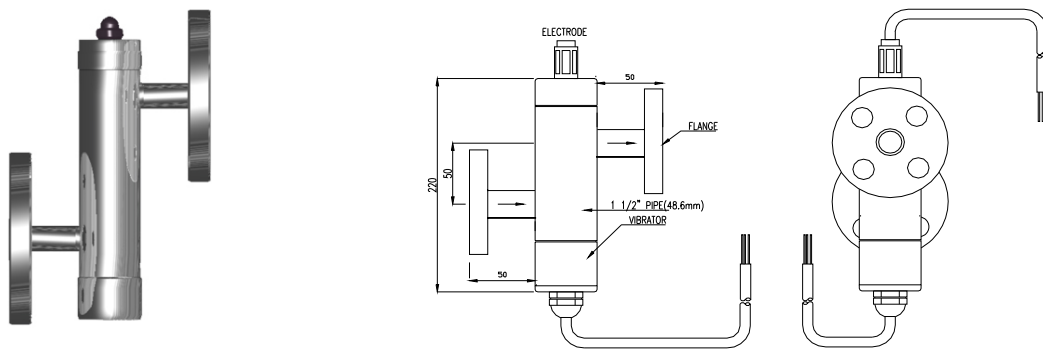 ELECTRODE
50
FLANGE
50
220
1 1/2" PIPE(48.6mm)
VIBRATOR
50